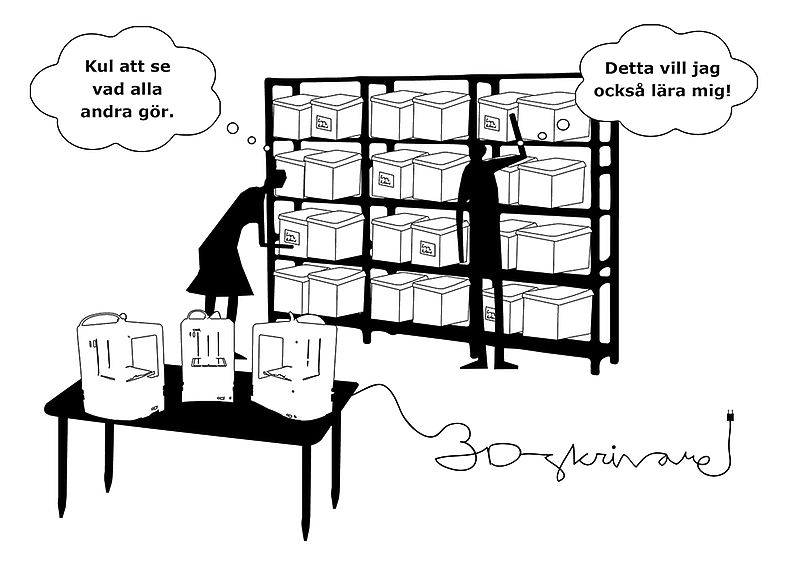 Kul att se
vad alla
andra gör.
Detta vill jag
också lära mig!
3D-skrivare